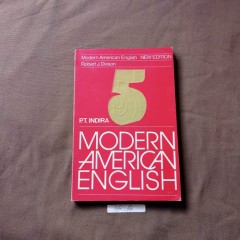 Modern American English NEW EDITION
Robert J. Dixson
5
P.T. INDIRA
MODERN
AMERICAN
ENGLISH